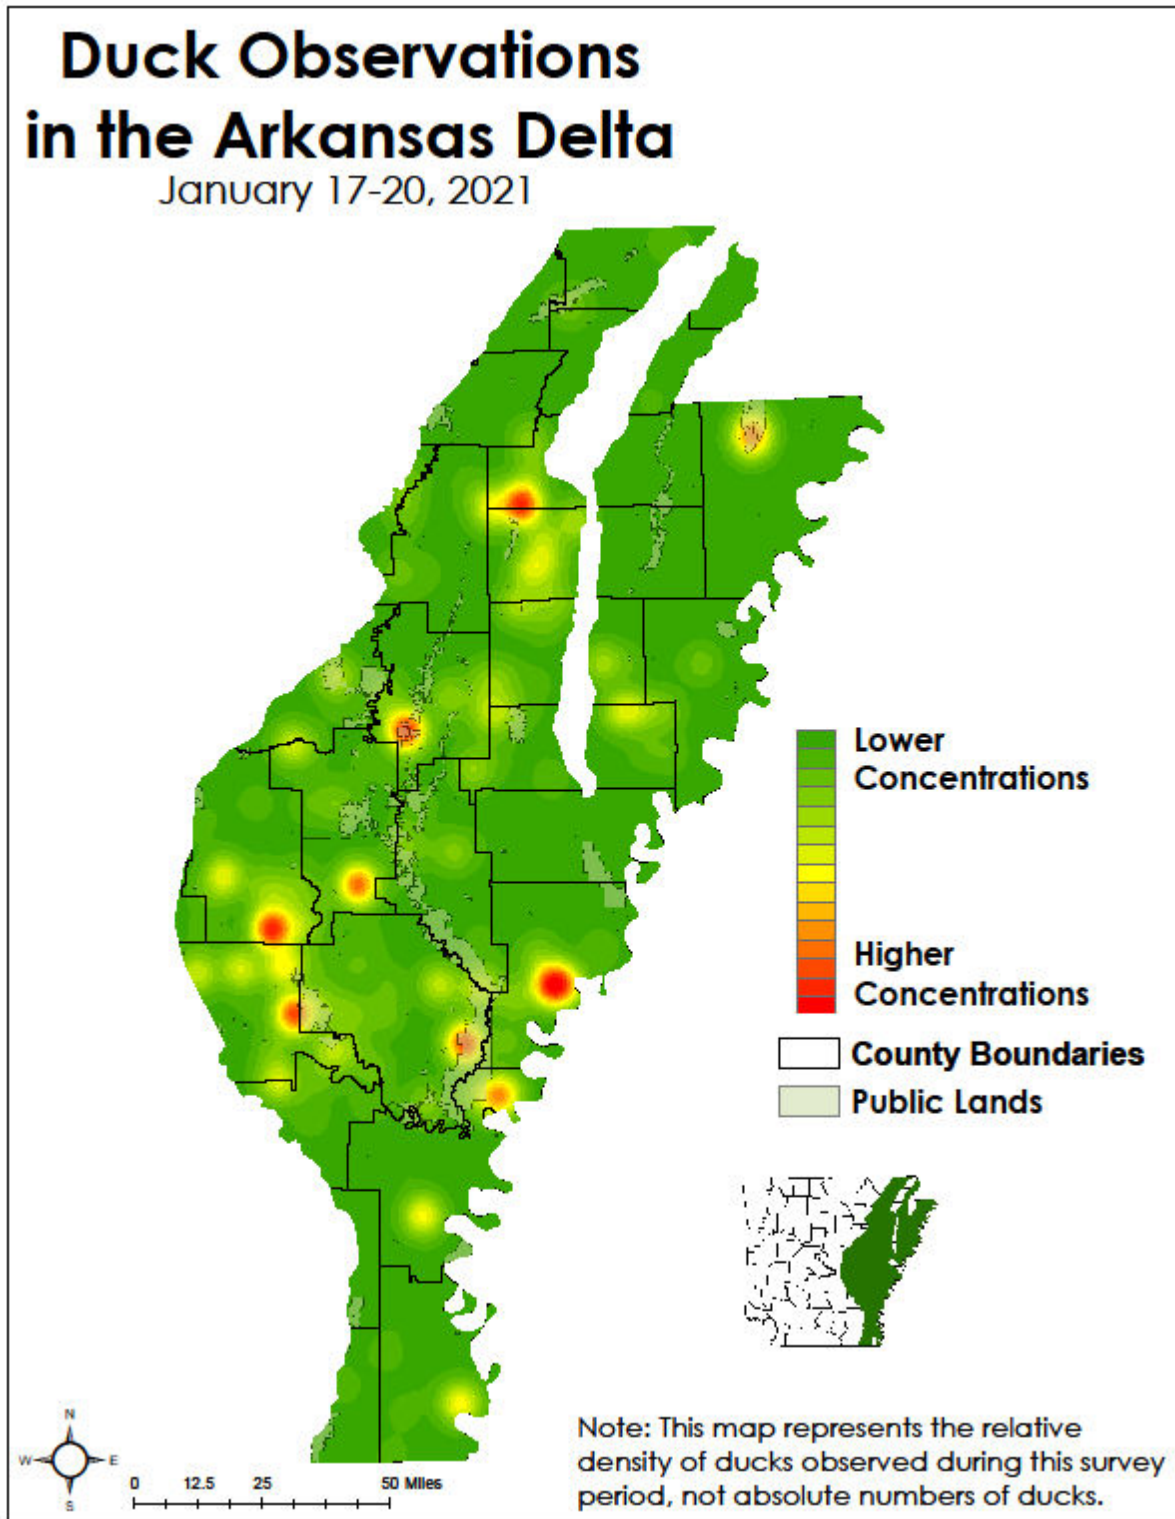 Duck Observations
in the Arkansas Delta
January 17-20, 2021
Lower
Concentrations
Higher
Concentrations
County Boundaries
Public Lands
N
W E
S
0 12.5 25 50 Miles
Note: This map represents the relative
density of ducks observed during this survey
period, not absolute numbers of ducks.